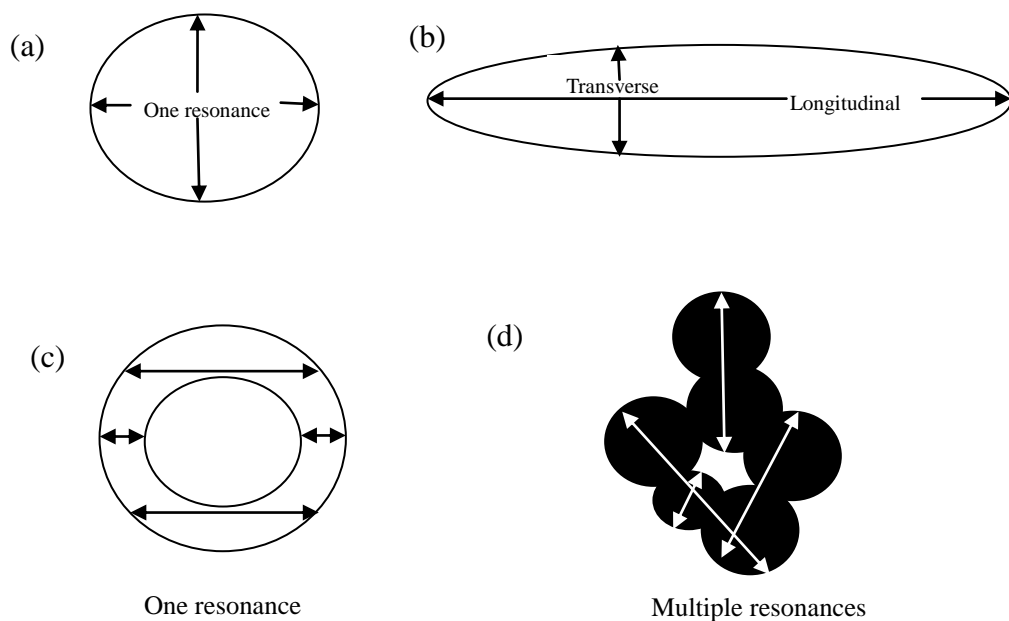 (a)
One resonance
(b)
Transverse
Longitudinal
(c)
One resonance
(d)
Multiple resonances